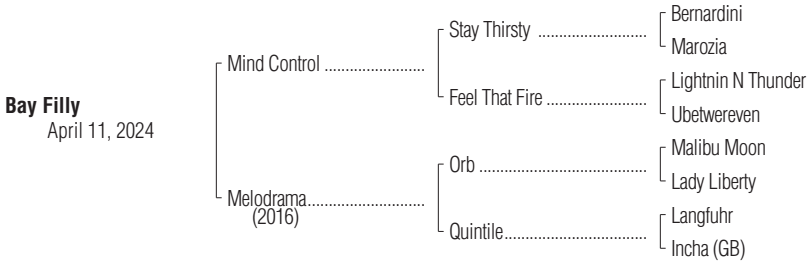 Bay Filly
April 11, 2024
Mind Control ........................
Melodrama............................
(2016)
Stay Thirsty ..........................
Feel That Fire ........................
Orb ........................................
Quintile..................................
Bernardini
Marozia
Lightnin N Thunder
Ubetwereven
Malibu Moon
Lady Liberty
Langfuhr
Incha (GB)